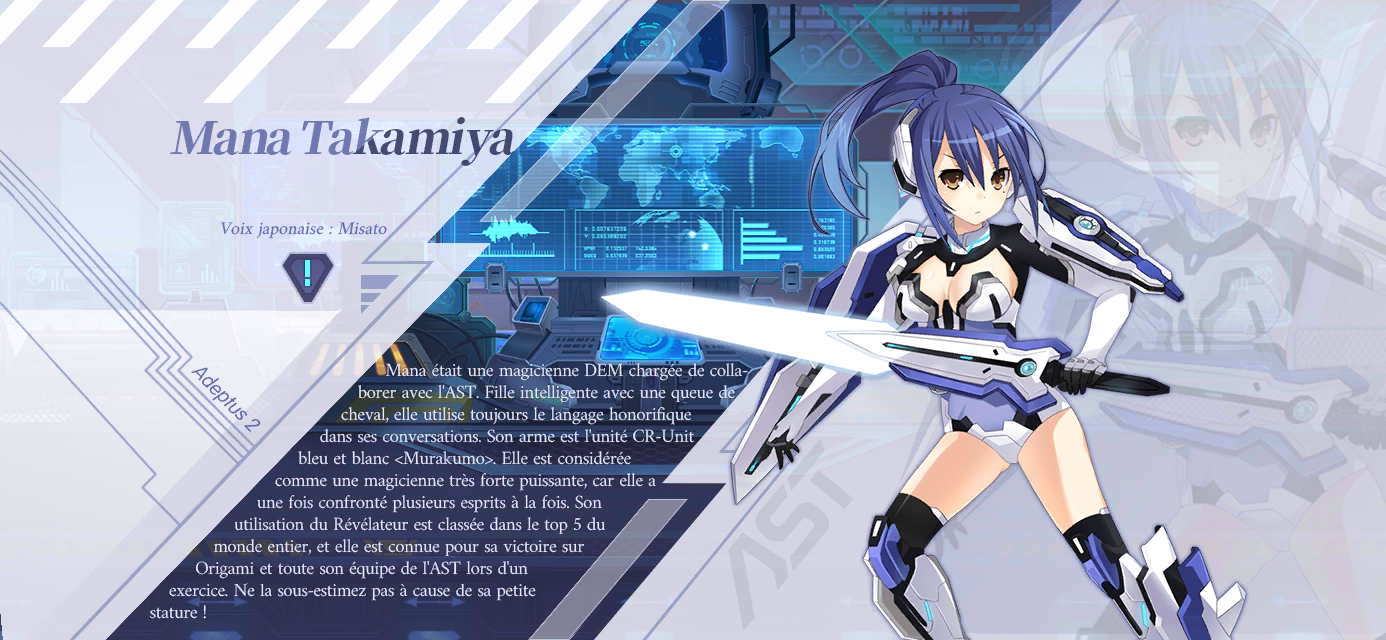 Mana Takamiya
Voix japonaise : Misato
!
Adeptus 2
Mana était une magicienne DEM chargée de colla-
borer avec l'AST. Fille intelligente avec une queue de
cheval, elle utilise toujours le langage honorifique
dans ses conversations. Son arme est l'unité CR-Unit
bleu et blanc <Murakumo>. Elle est considérée
comme une magicienne très forte puissante, car elle a
une fois confronté plusieurs esprits à la fois. Son
utilisation du Révélateur est classée dans le top 5 du
monde entier, et elle est connue pour sa victoire sur
Origami et toute son équipe de l'AST lors d'un
exercice. Ne la sous-estimez pas à cause de sa petite
stature !
AST